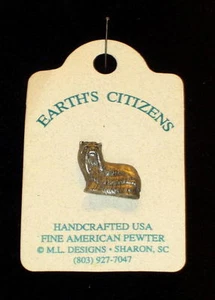 EARTH'S CITIZENS
HANDCRAFTED USA
FINE AMERICAN PEWTER
© M.L. DESIGNS - SHARON, SC
(803) 927-7047